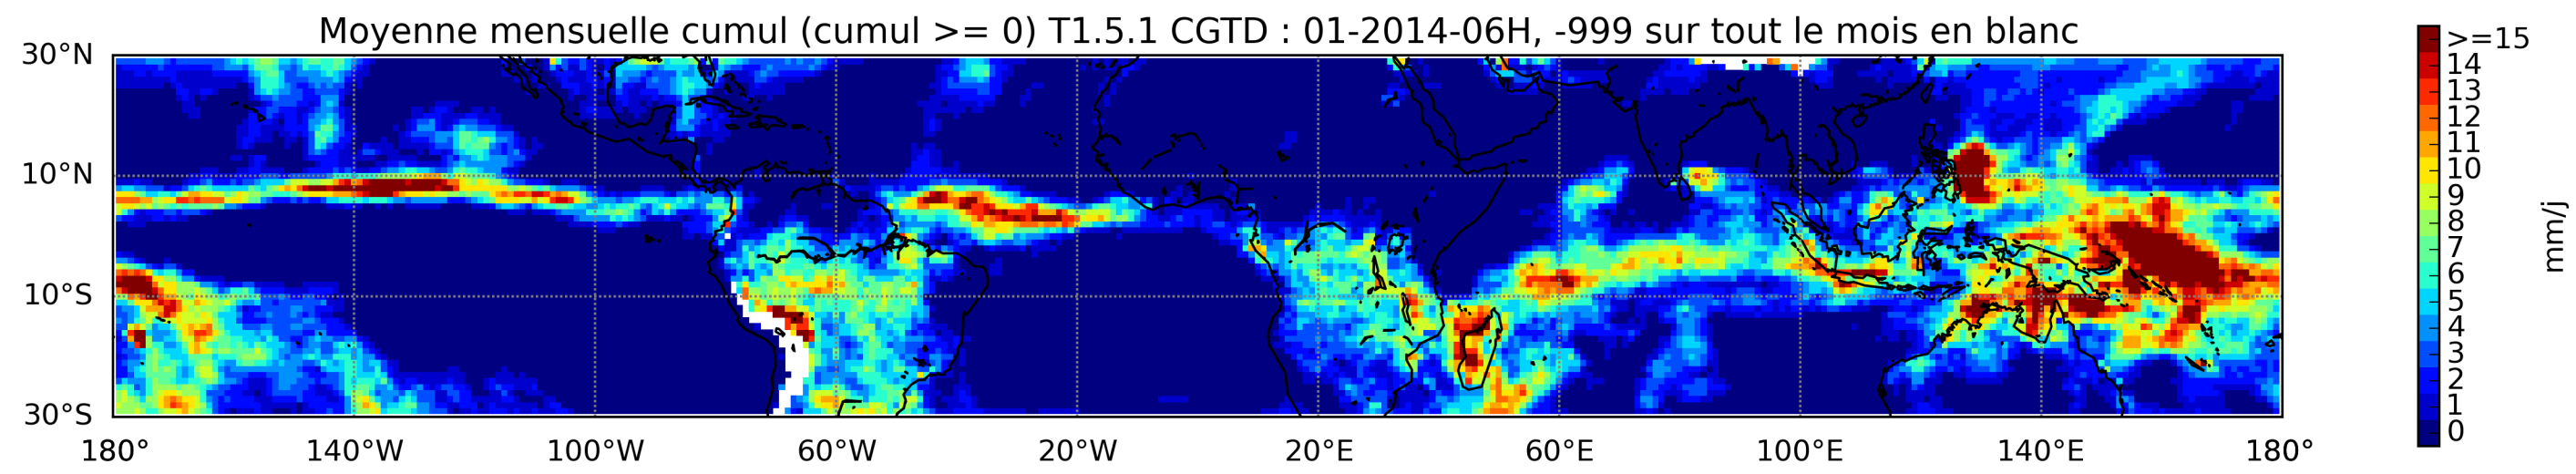 Moyenne mensuelle cumul (cumul >= 0) T1.5.1 CGTD : 01-2014-06H, -999 sur tout le mois en blanc
30°N
10°N
10°S
30°S
180°
140°W
100°W
60°W
20°W
20°E
60°E
100°E
140°E
180°
>=15
14
13
12
11
10
9
8
7
6
5
4
3
2
1
0
mm/j